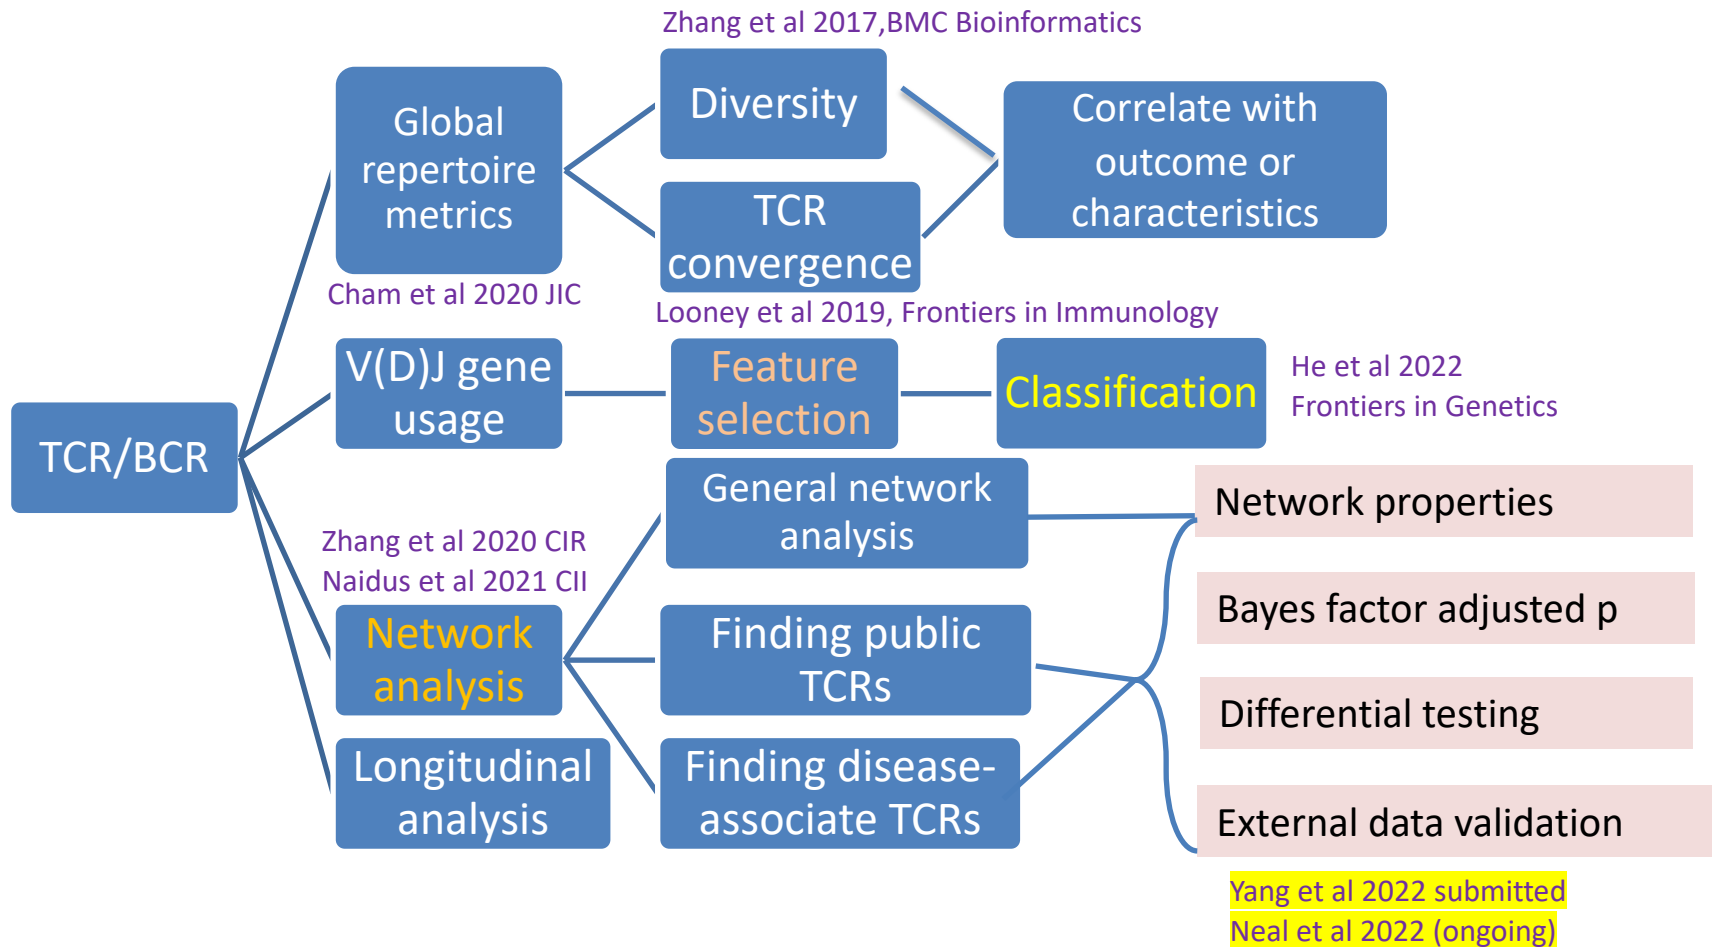 Zhang et al 2017,BMC Bioinformatics
Global
repertoire
metrics
Diversity
TCR
convergence
Correlate with
outcome or
characteristics
Cham et al 2020 JIC
Looney et al 2019, Frontiers in Immunology
TCR/BCR
V(D)J gene
usage
Feature
selection
Classification
He et al 2022
Frontiers in Genetics
Zhang et al 2020 CIR
Naidus et al 2021 CII
Network
analysis
General network
analysis
Finding public
TCRs
Finding disease-
associate TCRs
Longitudinal
analysis
Network properties
Bayes factor adjusted p
Differential testing
External data validation
Yang et al 2022 submitted
Neal et al 2022 (ongoing)